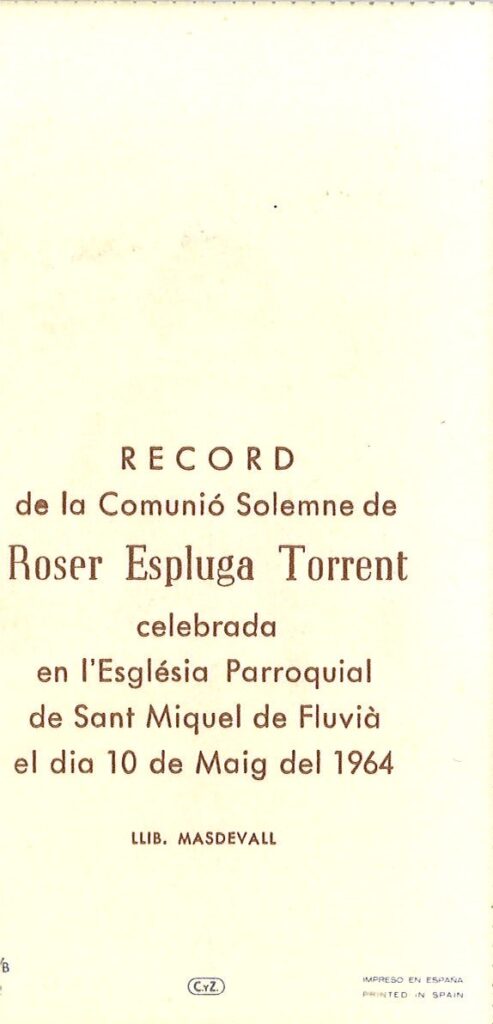 RECORD
de la Comunió Solemne de
Roser Espluga Torrent
celebrada
en l'Església Parroquial
de Sant Miquel de Fluvià
el dia 10 de Maig del 1964
LLIB. MASDEVALL
C.yZ.
IMPRESO EN ESPAÑA
PRINTED IN SPAIN